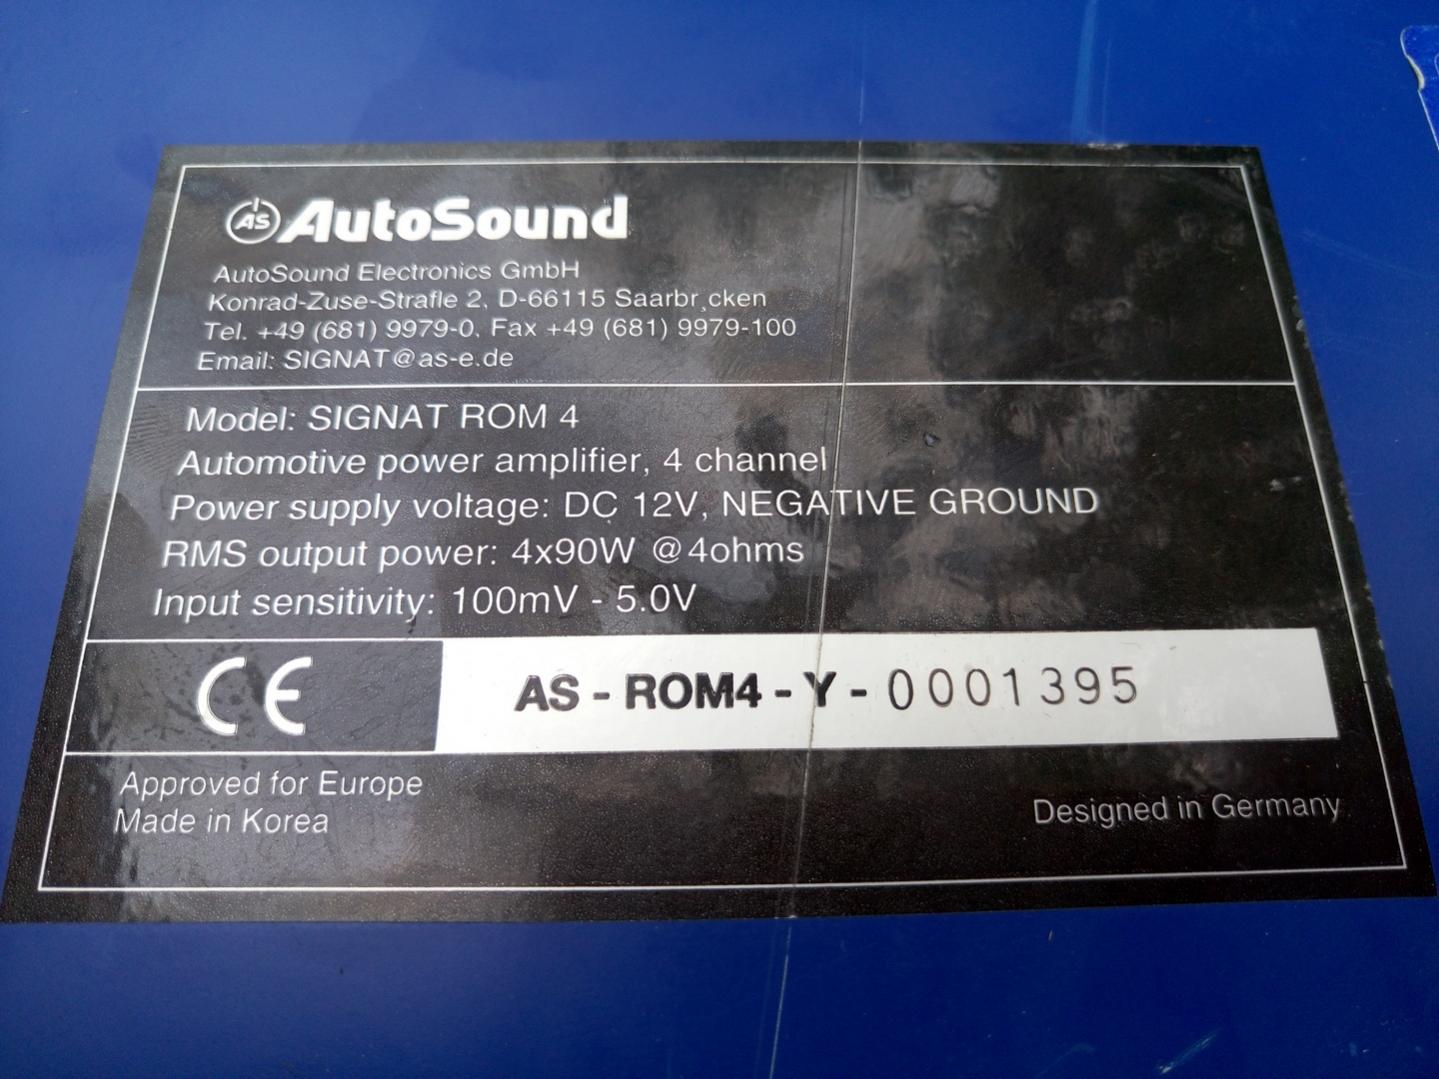 AS AutoSound
AutoSound Electronics GmbH
Konrad-Zuse-Strafle 2, D-66115 Saarbr¸cken
Tel. +49 (681) 9979-0, Fax +49 (681) 9979-100
Email: SIGNAT@as-e.de
Model: SIGNAT ROM 4
Automotive power amplifier, 4 channel
Power supply voltage: DC 12V, NEGATIVE GROUND
RMS output power: 4x90W @4ohms
Input sensitivity: 100mV - 5.0V
CE AS - ROM4 - Y - 0001395
Approved for Europe
Made in Korea
Designed in Germany